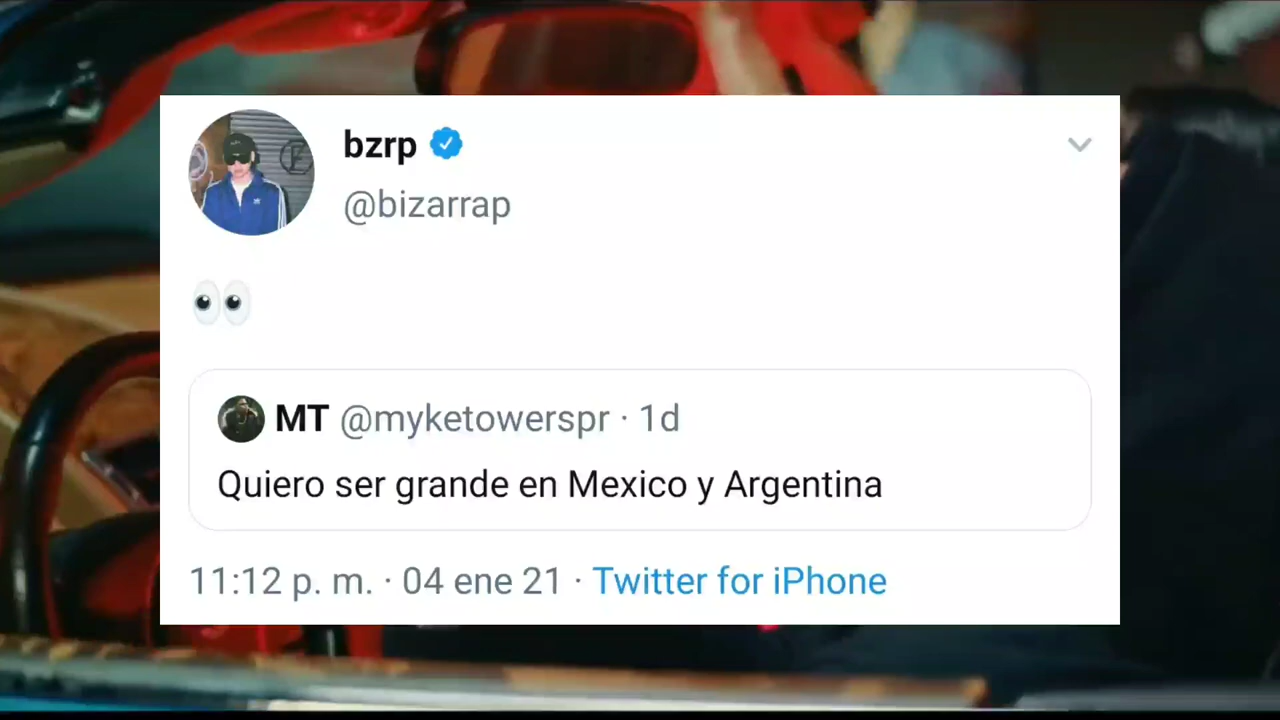 bzrp
@bizarrap
👀
MT @myketowerspr · 1d
Quiero ser grande en Mexico y Argentina
11:12 p. m. · 04 ene 21 · Twitter for iPhone